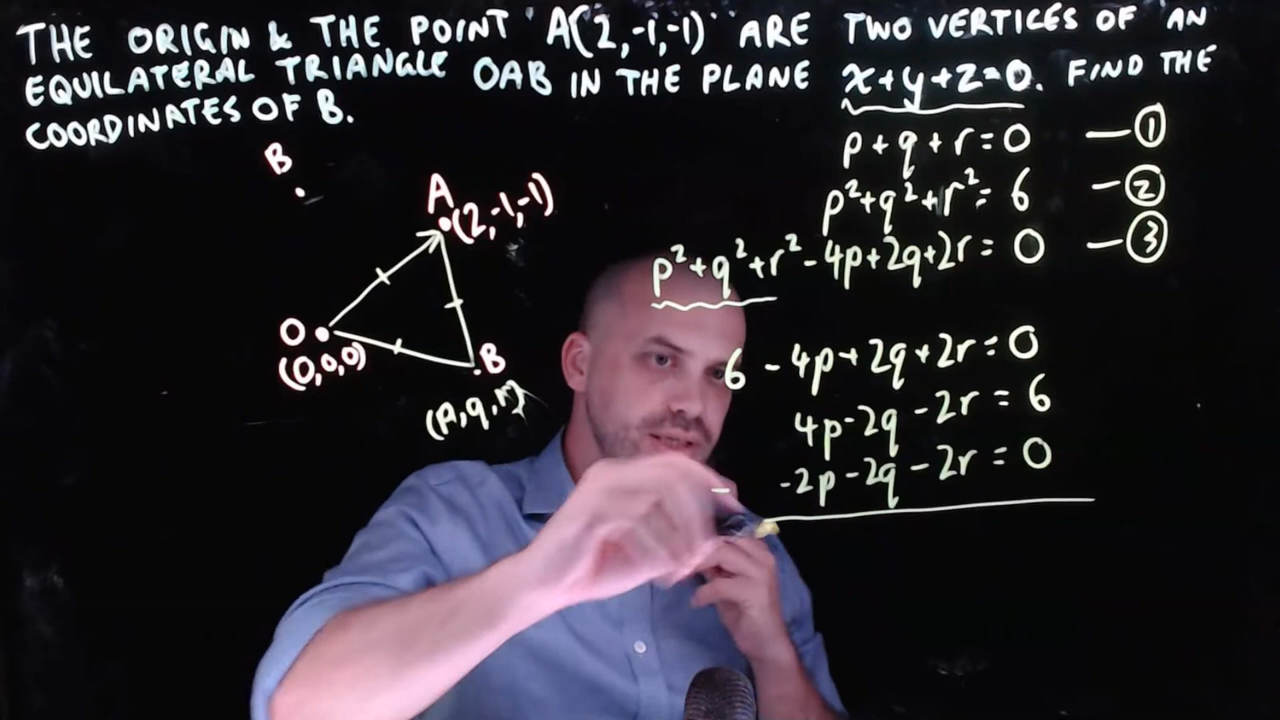 THE ORIGIN & THE POINT A(2,-1,-1) ARE TWO VERTICES OF AN
EQUILATERAL TRIANGLE OAB IN THE PLANE x+y+z=0. FIND THE
COORDINATES OF B.
p+q+r=0 —①
p²+q²+r²=6 —②
p²+q²+r²-4p+2q+2r=0 —③
6-4p+2q+2r=0
4p-2q-2r=6
-2p-2q-2r=0
B
A
(2,-1,-1)
O
(0,0,0)
B
(p,q,r)